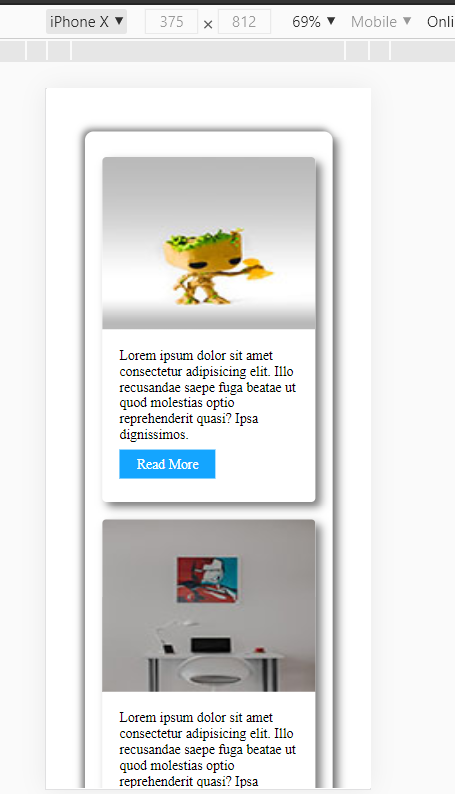 iPhone X ▼ 375 × 812 69% ▼ Mobile ▼ Onli
Lorem ipsum dolor sit amet
consectetur adipisicing elit. Illo
recusandae saepe fuga beatae ut
quod molestias optio
reprehenderit quasi? Ipsa
dignissimos.
Read More
Lorem ipsum dolor sit amet
consectetur adipisicing elit. Illo
recusandae saepe fuga beatae ut
quod molestias optio
reprehenderit quasi? Ipsa